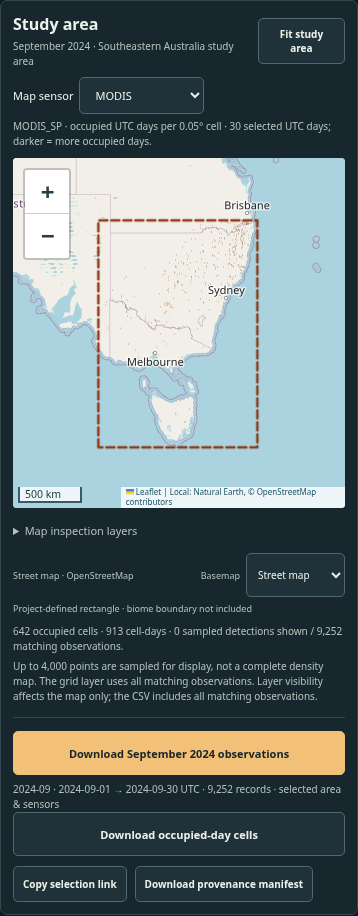 Study area
September 2024 · Southeastern Australia study
area
Fit study
area
Map sensor
MODIS
MODIS_SP · occupied UTC days per 0.05° cell · 30 selected UTC days;
darker = more occupied days.
+
−
st
Brisbane
Sydney
Melbourne
500 km
Leaflet | Local: Natural Earth, © OpenStreetMap
contributors
▶ Map inspection layers
Street map · OpenStreetMap
Basemap
Street map
Project-defined rectangle · biome boundary not included
642 occupied cells · 913 cell-days · 0 sampled detections shown / 9,252
matching observations.
Up to 4,000 points are sampled for display, not a complete density
map. The grid layer uses all matching observations. Layer visibility
affects the map only; the CSV includes all matching observations.
Download September 2024 observations
2024-09 · 2024-09-01 → 2024-09-30 UTC · 9,252 records · selected area
& sensors
Download occupied-day cells
Copy selection link
Download provenance manifest